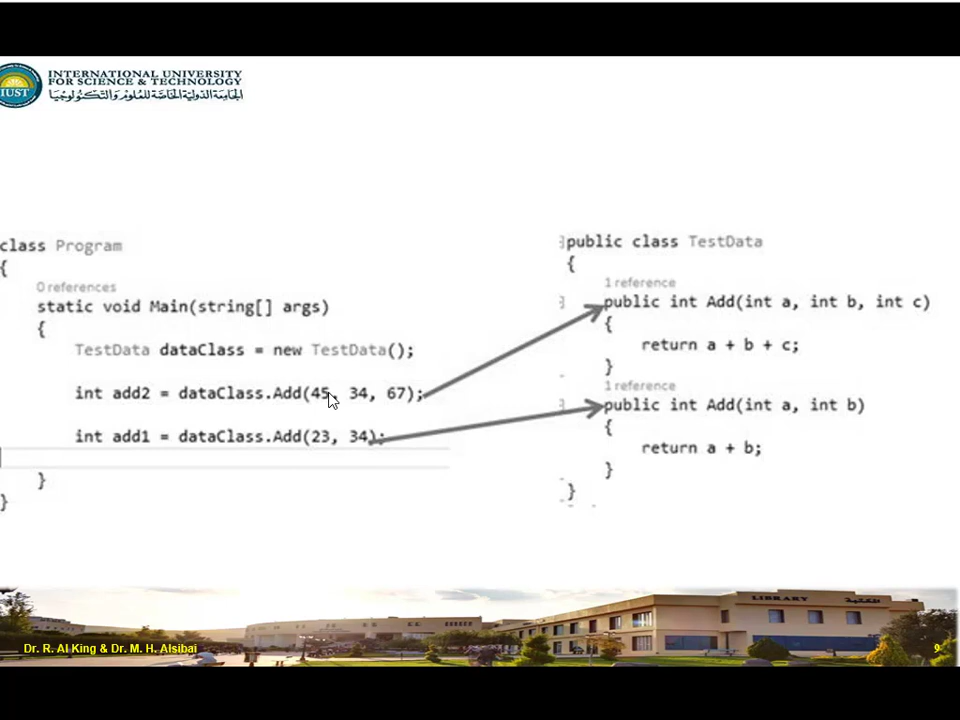 INTERNATIONAL UNIVERSITY
FOR SCIENCE & TECHNOLOGY
الجامعة الدولية الخاصة للعلوم والتكنولوجيا
IUST
class Program
{
0 references
static void Main(string[] args)
{
TestData dataClass = new TestData();
int add2 = dataClass.Add(45, 34, 67);
int add1 = dataClass.Add(23, 34);
}
}
public class TestData
{
1 reference
public int Add(int a, int b, int c)
{
return a + b + c;
}
1 reference
public int Add(int a, int b)
{
return a + b;
}
}
LIBRARY المكتبة
Dr. R. Al King & Dr. M. H. Alsibai
9